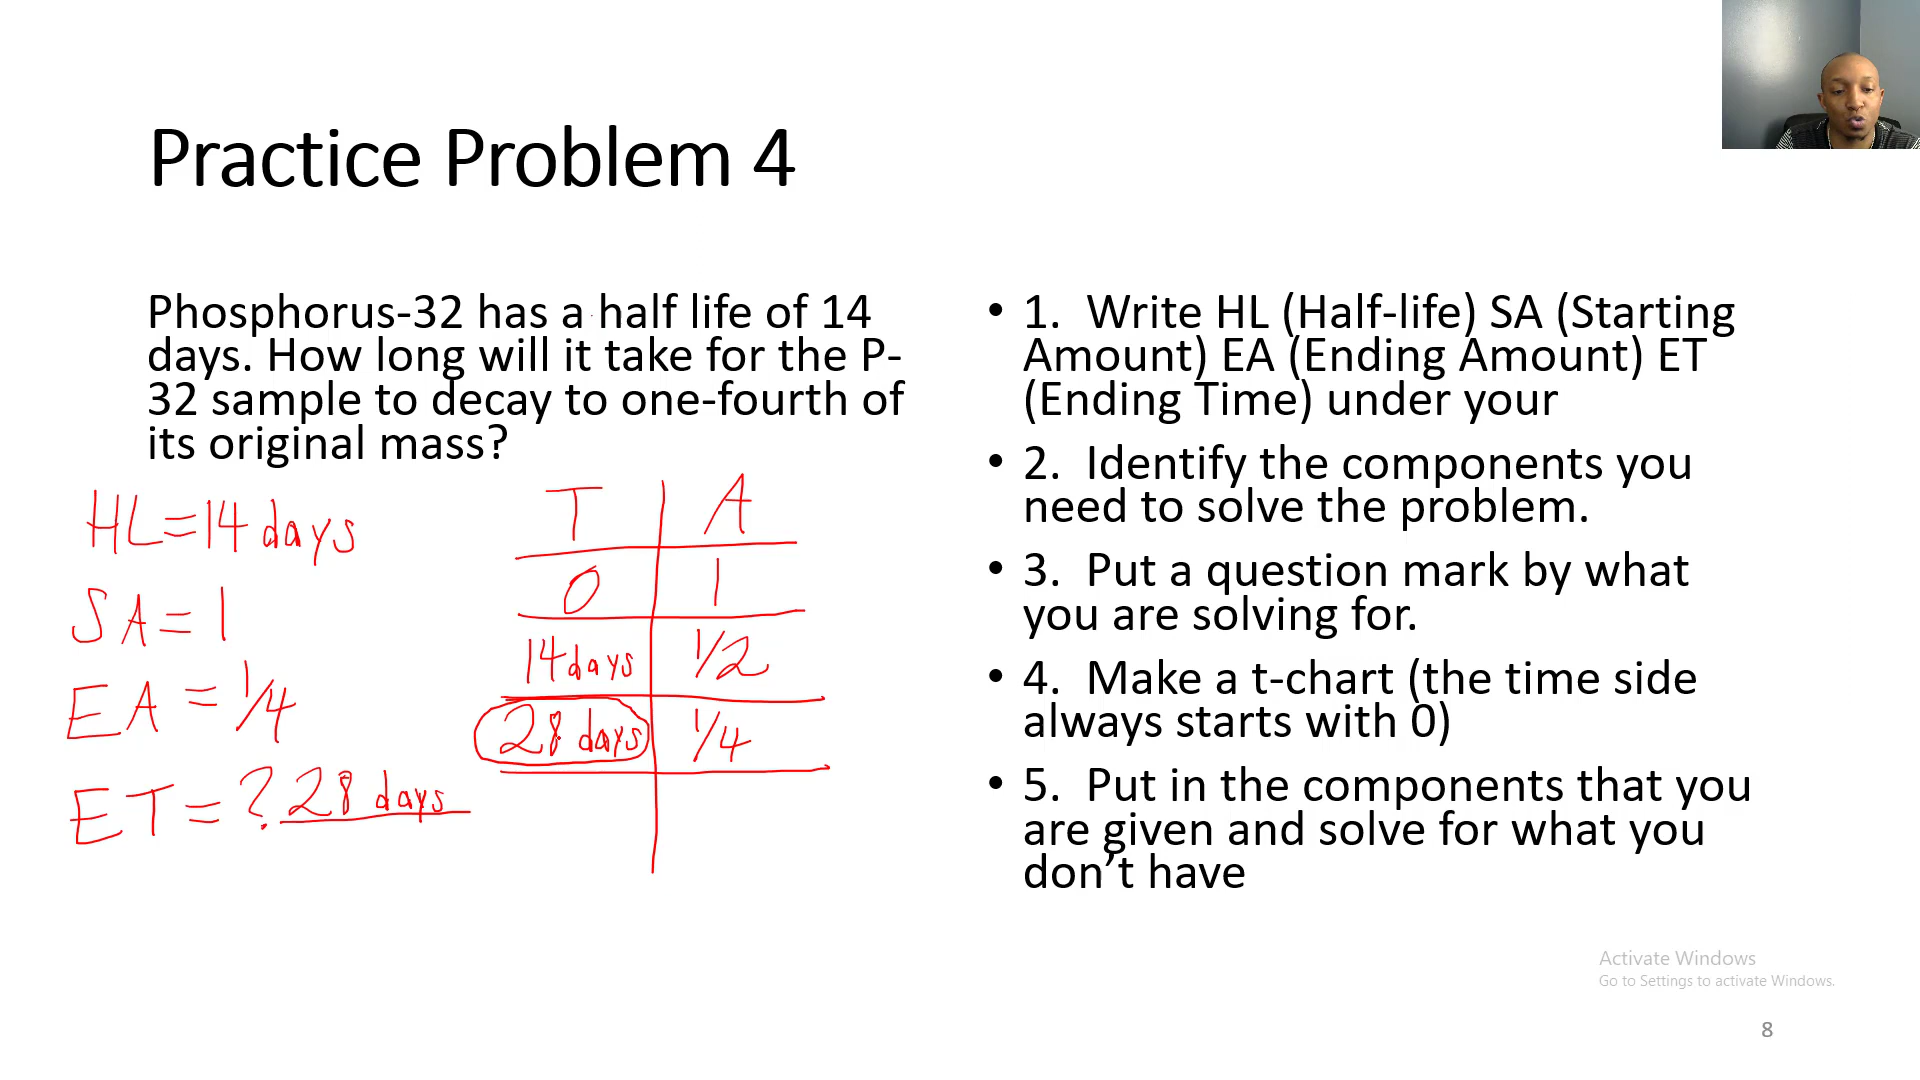 Practice Problem 4
Phosphorus-32 has a half life of 14
days. How long will it take for the P-
32 sample to decay to one-fourth of
its original mass?
HL=14 days
SA=1
EA=1/4
ET=? 28 days
T A
0 1
14 days 1/2
28 days 1/4
• 1. Write HL (Half-life) SA (Starting
Amount) EA (Ending Amount) ET
(Ending Time) under your
• 2. Identify the components you
need to solve the problem.
• 3. Put a question mark by what
you are solving for.
• 4. Make a t-chart (the time side
always starts with 0)
• 5. Put in the components that you
are given and solve for what you
don’t have
Activate Windows
Go to Settings to activate Windows.
8